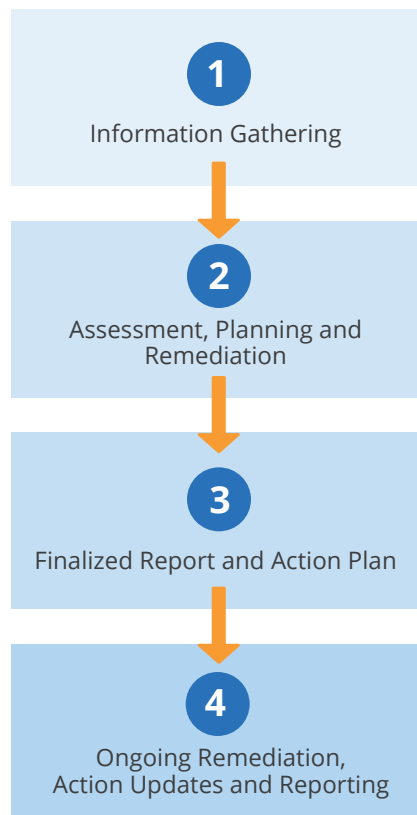 1
Information Gathering
2
Assessment, Planning and
Remediation
3
Finalized Report and Action Plan
4
Ongoing Remediation,
Action Updates and Reporting